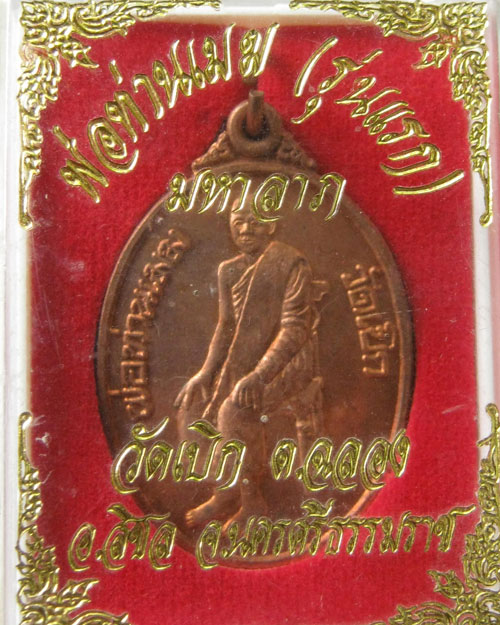 พ่อท่านเมฆ (รุ่นแรก)
มหาลาภ
พ่อท่านเมฆ
วัดเบิก
วัดเบิก ต.ฉลอง
อ.สิชล จ.นครศรีธรรมราช